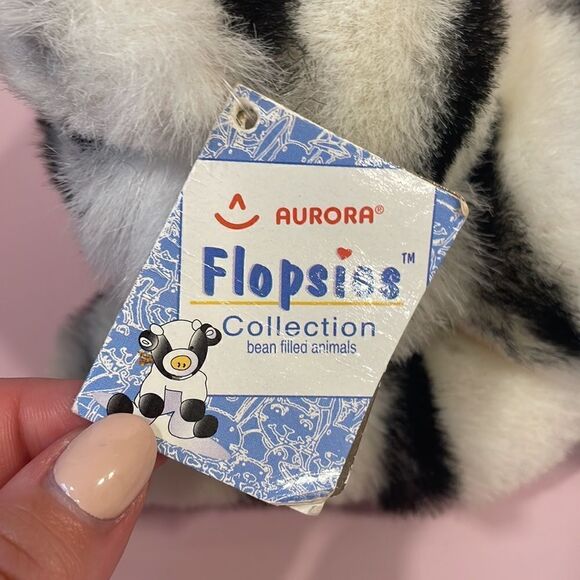 AURORA®
Flopsies™
Collection
bean filled animals